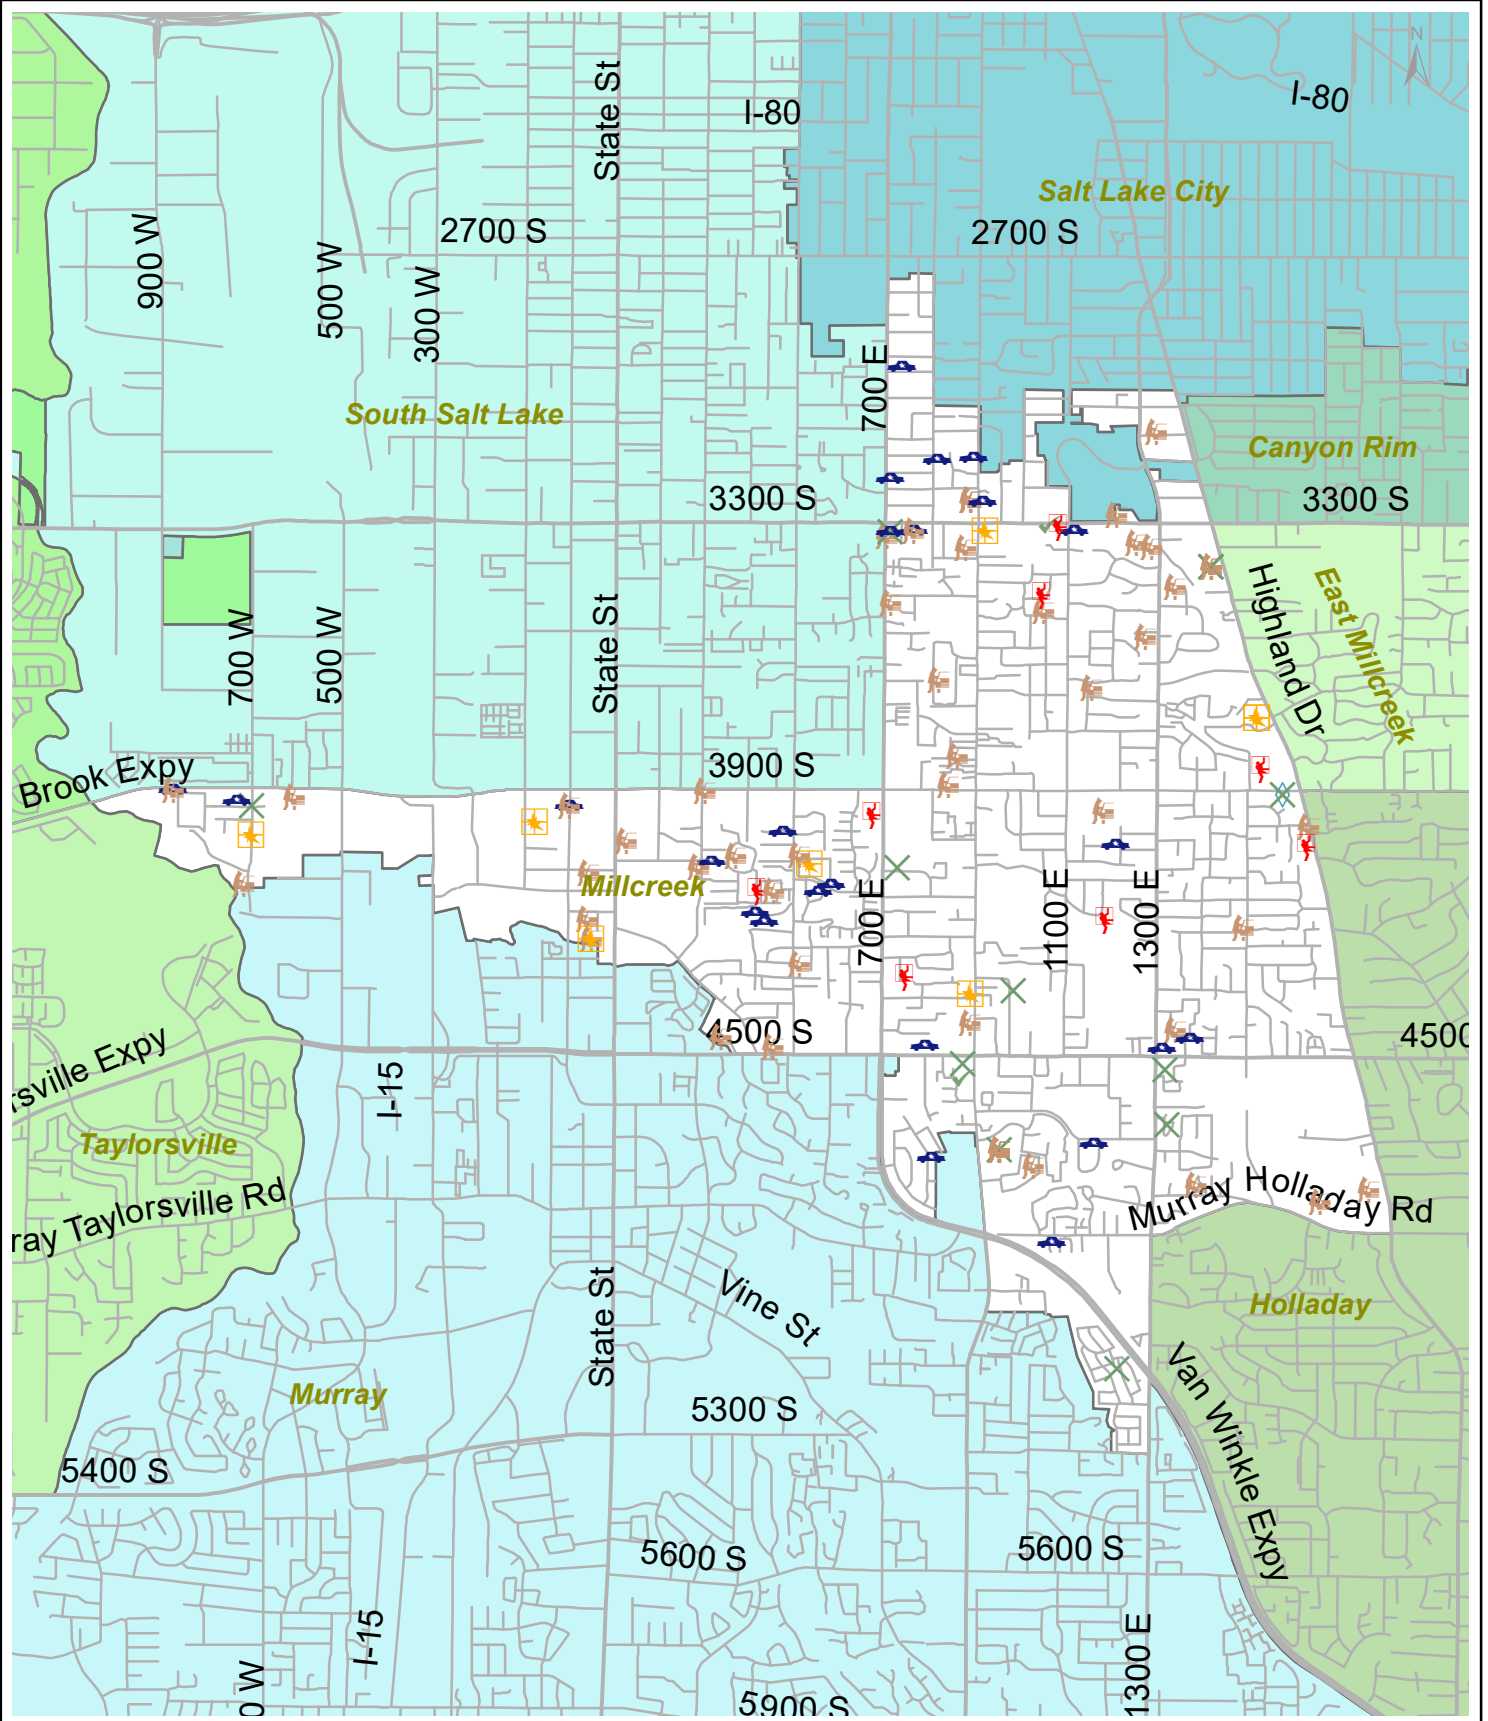 N
I-80
I-80
State St
Salt Lake City
2700 S
2700 S
900 W
500 W
300 W
700 E
South Salt Lake
Canyon Rim
3300 S
3300 S
Highland Dr
East Millcreek
700 W
500 W
State St
Brook Expy
3900 S
Millcreek
700 E
1100 E
1300 E
4500 S
4500
rsville Expy
I-15
Taylorsville
ray Taylorsville Rd
Murray Holladay Rd
Vine St
State St
Holladay
Murray
5300 S
Van Winkle Expy
5400 S
5600 S
5600 S
I-15
1300 E
0 W
5900 S